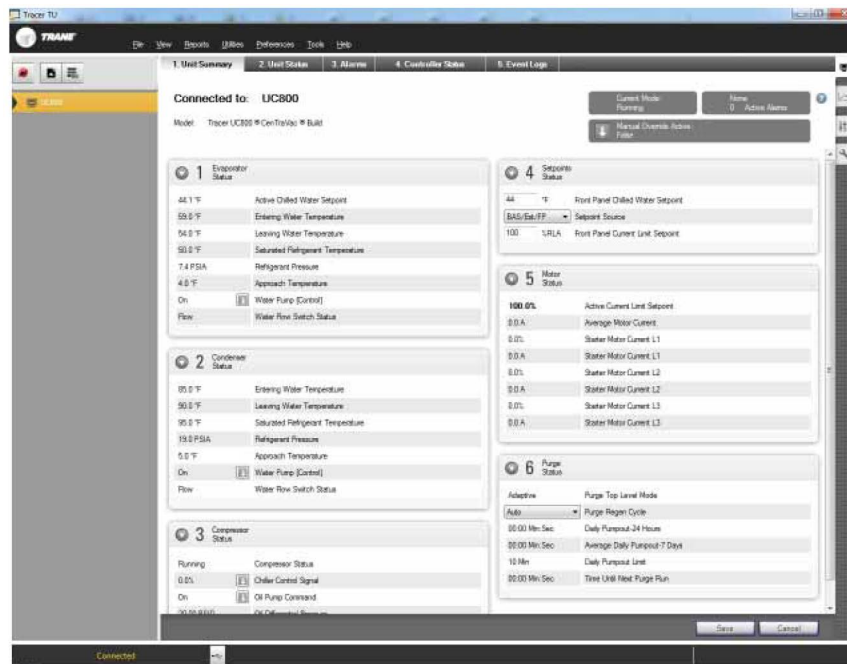 Tracer TU
TRANE
File View Reports Utilities Preferences Tools Help
1. Unit Summary 2. Unit Status 3. Alarms 4. Controller Status 5. Event Logs
UC800
Connected to: UC800
Model: Tracer UC800 ® CenTraVac ® Build
Current Mode:
Running
None
0 Active Alarms
Manual Override Active:
False
1 Evaporator Status
44.1 °F Active Chilled Water Setpoint
59.0 °F Entering Water Temperature
54.0 °F Leaving Water Temperature
50.0 °F Saturated Refrigerant Temperature
7.4 PSIA Refrigerant Pressure
4.0 °F Approach Temperature
On Water Pump [Control]
Flow Water Flow Switch Status
2 Condenser Status
85.0 °F Entering Water Temperature
90.0 °F Leaving Water Temperature
95.0 °F Saturated Refrigerant Temperature
19.0 PSIA Refrigerant Pressure
5.0 °F Approach Temperature
On Water Pump [Control]
Flow Water Flow Switch Status
3 Compressor Status
Running Compressor Status
0.0% Chiller Control Signal
On Oil Pump Command
4 Setpoints Status
44 °F Front Panel Chilled Water Setpoint
BAS/Ext/FP Setpoint Source
100 %RLA Front Panel Current Limit Setpoint
5 Motor Status
100.0% Active Current Limit Setpoint
0.0 A Average Motor Current
0.0% Starter Motor Current L1
0.0 A Starter Motor Current L1
0.0% Starter Motor Current L2
0.0 A Starter Motor Current L2
0.0% Starter Motor Current L3
0.0 A Starter Motor Current L3
6 Purge Status
Adaptive Purge Top Level Mode
Auto Purge Regen Cycle
00:00 Min:Sec Daily Pumpout-24 Hours
00:00 Min:Sec Average Daily Pumpout-7 Days
10 Min Daily Pumpout Limit
00:00 Min:Sec Time Until Next Purge Run
Save Cancel
Connected